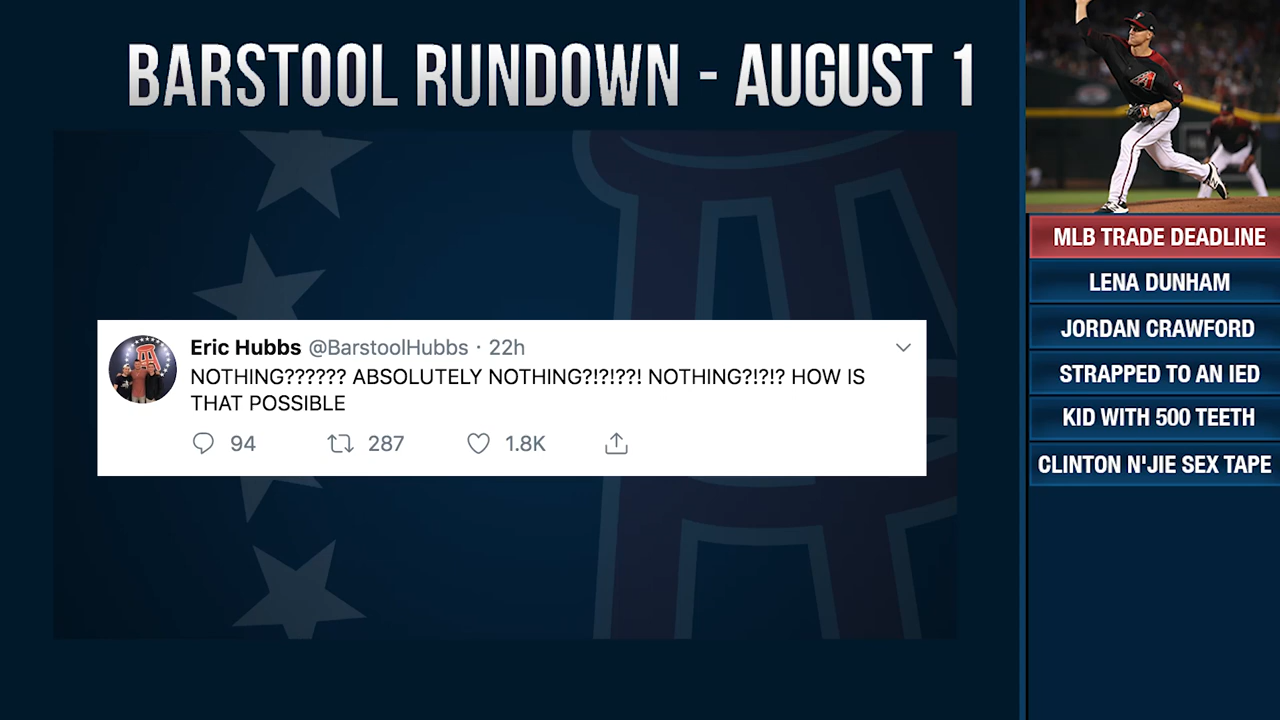 BARSTOOL RUNDOWN - AUGUST 1
Eric Hubbs @BarstoolHubbs · 22h
NOTHING?????? ABSOLUTELY NOTHING?!?!??! NOTHING?!?!? HOW IS
THAT POSSIBLE
94 287 1.8K
MLB TRADE DEADLINE
LENA DUNHAM
JORDAN CRAWFORD
STRAPPED TO AN IED
KID WITH 500 TEETH
CLINTON N'JIE SEX TAPE